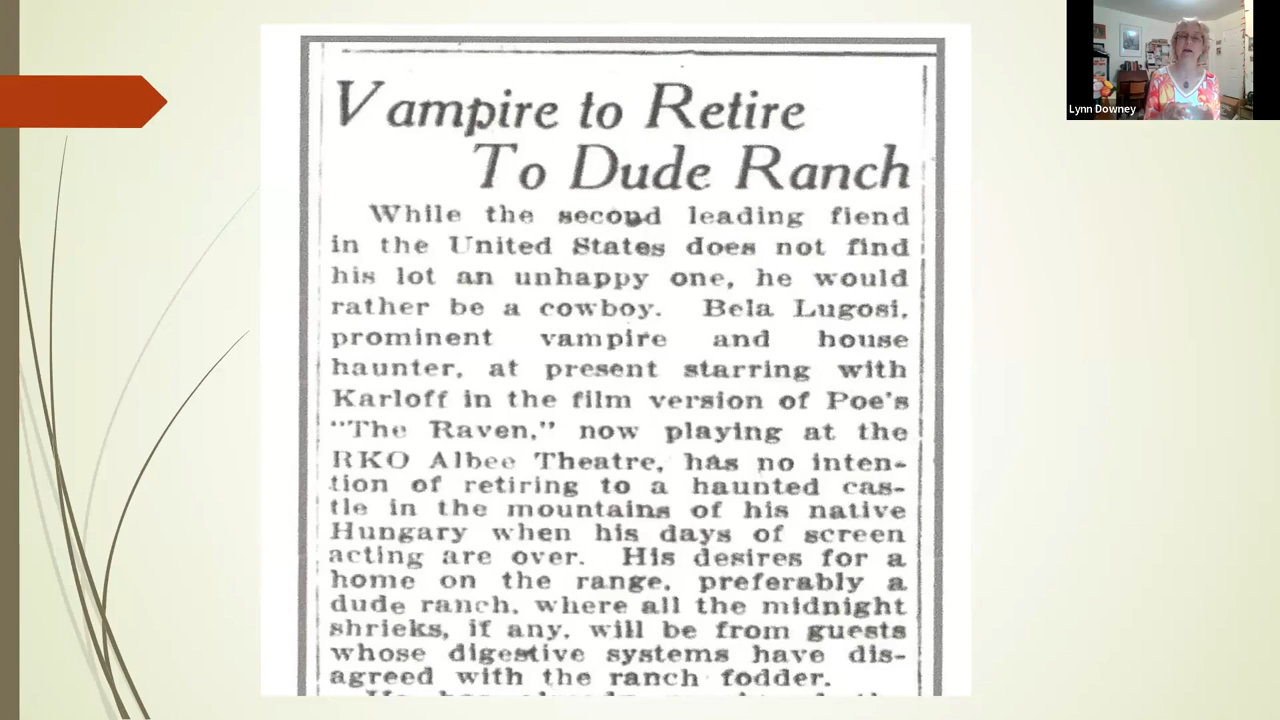 Vampire to Retire
To Dude Ranch
While the second leading fiend
in the United States does not find
his lot an unhappy one, he would
rather be a cowboy. Bela Lugosi,
prominent vampire and house
haunter, at present starring with
Karloff in the film version of Poe's
"The Raven," now playing at the
RKO Albee Theatre, has no inten-
tion of retiring to a haunted cas-
tle in the mountains of his native
Hungary when his days of screen
acting are over. His desires for a
home on the range, preferably a
dude ranch, where all the midnight
shrieks, if any, will be from guests
whose digestive systems have dis-
agreed with the ranch fodder.
Lynn Downey